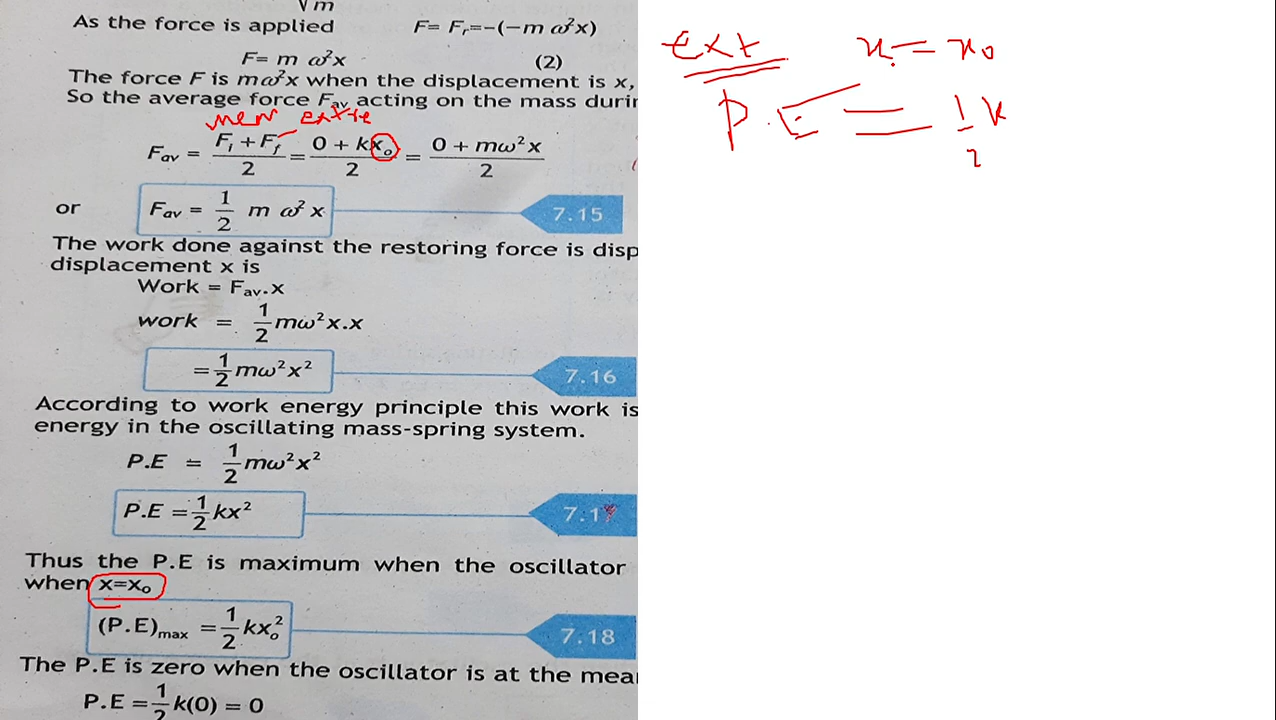 √m
As the force is applied F= Fᵣ=-(-m ω²x)
F= m ω²x (2)
The force F is mω²x when the displacement is x,
So the average force Fav acting on the mass durin
mean extre
Fav = Fi + Ff / 2 = 0 + kxo / 2 = 0 + mω²x / 2
or Fav = 1/2 m ω² x 7.15
The work done against the restoring force is disp
displacement x is
Work = Fav.x
work = 1/2 mω²x.x
= 1/2 mω²x² 7.16
According to work energy principle this work is
energy in the oscillating mass-spring system.
P.E = 1/2 mω²x²
P.E = 1/2 kx² 7.17
Thus the P.E is maximum when the oscillator
when x=xo
(P.E)max = 1/2 kxo² 7.18
The P.E is zero when the oscillator is at the mea
P.E = 1/2 k(0) = 0
Ext x = xo
P.E = 1/2 k